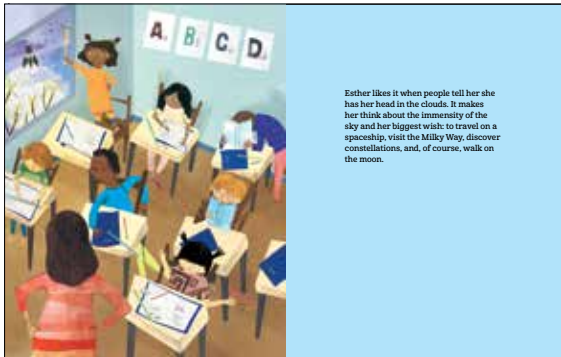 A B C D
Esther likes it when people tell her she
has her head in the clouds. It makes
her think about the immensity of the
sky and her biggest wish: to travel on a
spaceship, visit the Milky Way, discover
constellations, and, of course, walk on
the moon.